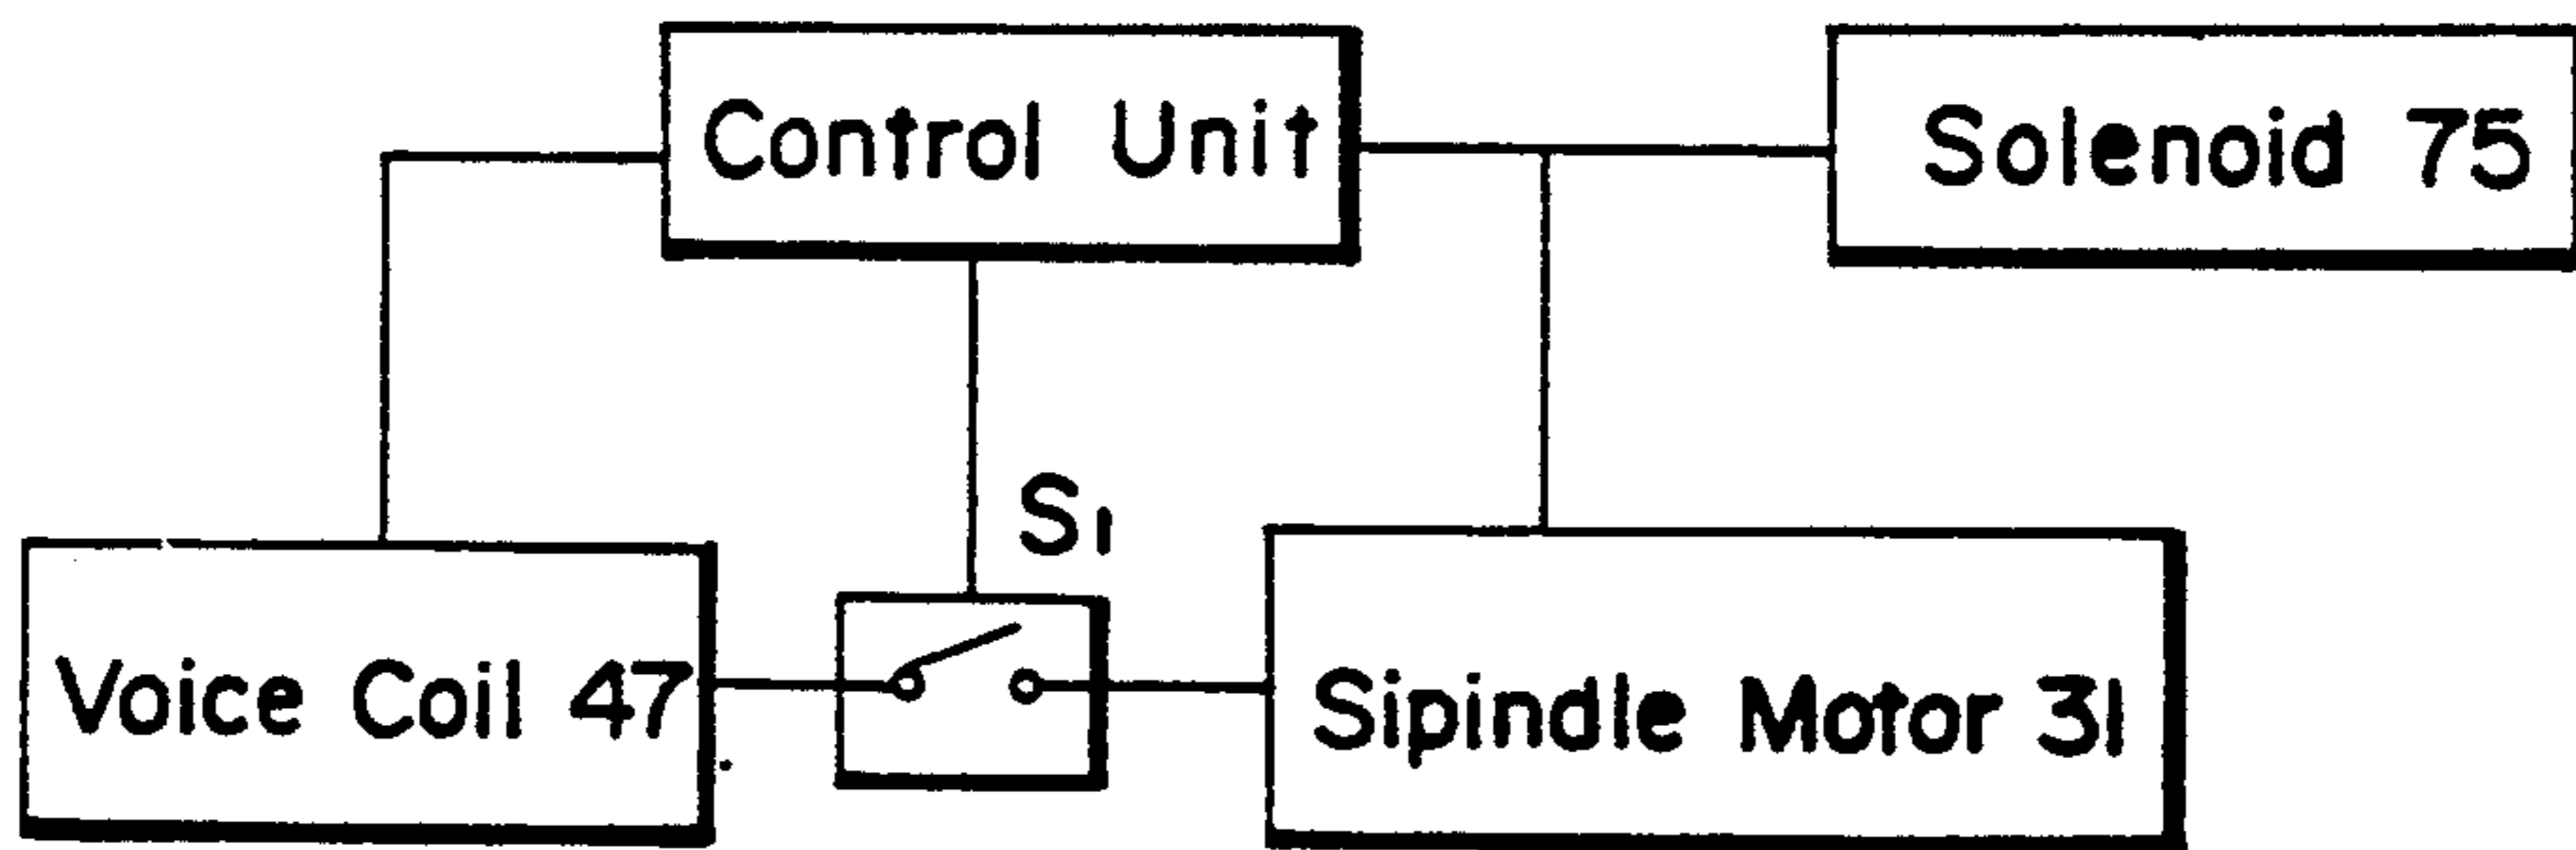 Control Unit
Solenoid 75
S1
Voice Coil 47
Sipindle Motor 31